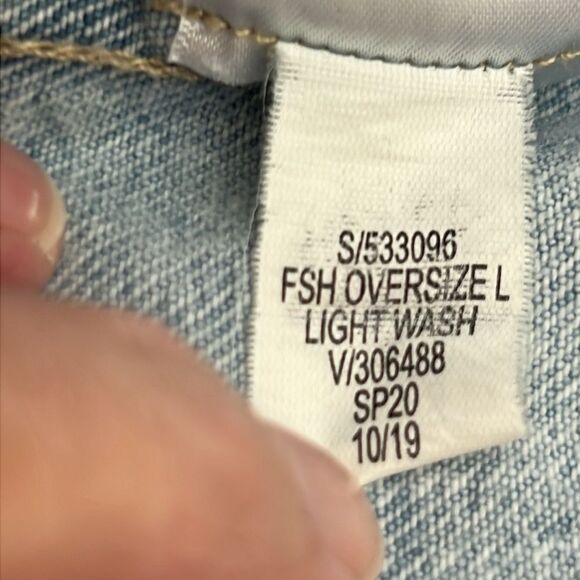 S/533096
FSH OVERSIZE L
LIGHT WASH
V/306488
SP20
10/19